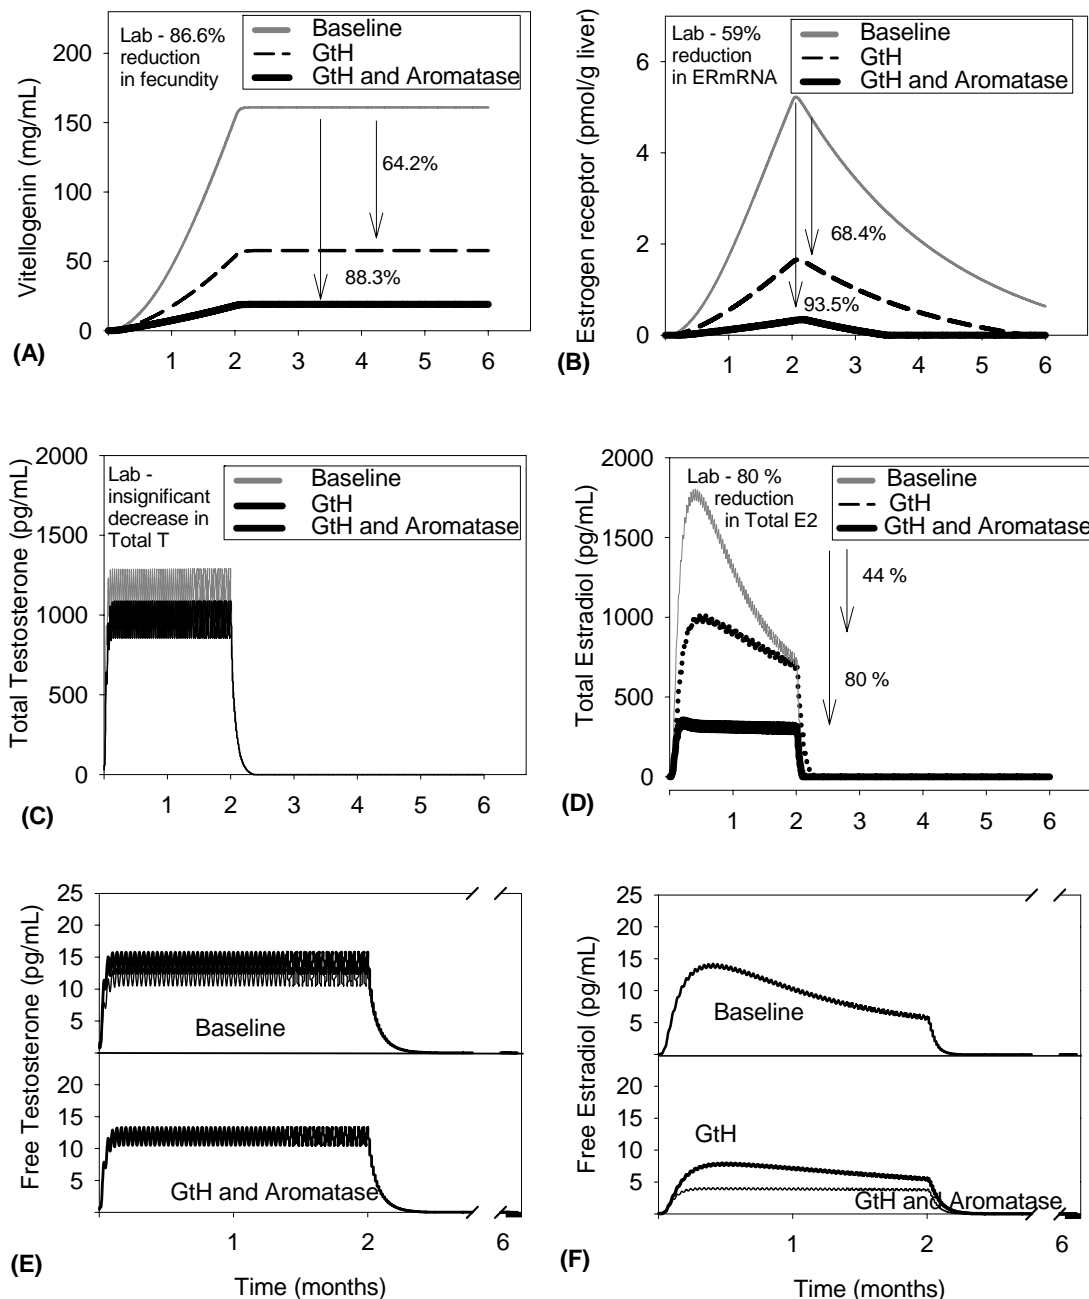 Lab - 86.6%
reduction
in fecundity
Baseline
GtH
GtH and Aromatase
Vitellogenin (mg/mL)
200
150
100
50
0
64.2%
88.3%
1 2 3 4 5 6
(A)
Lab - 59%
reduction
in ERmRNA
Baseline
GtH
GtH and Aromatase
Estrogen receptor (pmol/g liver)
6
4
2
0
68.4%
93.5%
1 2 3 4 5 6
(B)
Lab -
insignificant
decrease in
Total T
Baseline
GtH
GtH and Aromatase
Total Testosterone (pg/mL)
2000
1500
1000
500
0
1 2 3 4 5 6
(C)
Lab - 80 %
reduction
in Total E2
Baseline
GtH
GtH and Aromatase
Total Estradiol (pg/mL)
2000
1500
1000
500
0
44 %
80 %
1 2 3 4 5 6
(D)
Free Testosterone (pg/mL)
25
20
15
10
5
Baseline
20
15
10
5
GtH and Aromatase
1 2 6
(E)
Time (months)
Free Estradiol (pg/mL)
25
20
15
10
5
Baseline
20
15
10
5
GtH
GtH and Aromatase
1 2 6
(F)
Time (months)